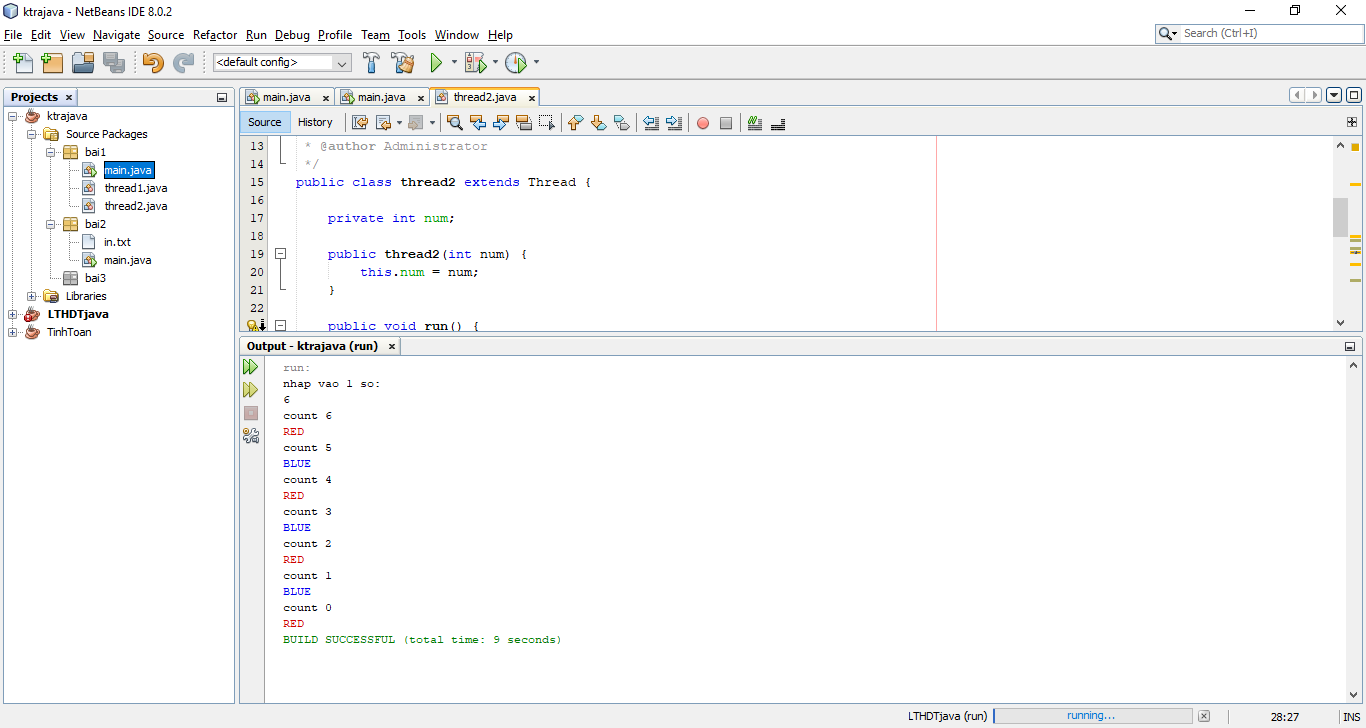 ktrajava - NetBeans IDE 8.0.2
File Edit View Navigate Source Refactor Run Debug Profile Team Tools Window Help
Search (Ctrl+I)
<default config>
Projects
main.java main.java thread2.java
ktrajava
Source Packages
bai1
main.java
thread1.java
thread2.java
bai2
in.txt
main.java
bai3
Libraries
LTHDTjava
TinhToan
Source History
13 * @author Administrator
14 */
15 public class thread2 extends Thread {
16
17 private int num;
18
19 public thread2(int num) {
20 this.num = num;
21 }
22
public void run() {
Output - ktrajava (run)
run:
nhap vao 1 so:
6
count 6
RED
count 5
BLUE
count 4
RED
count 3
BLUE
count 2
RED
count 1
BLUE
count 0
RED
BUILD SUCCESSFUL (total time: 9 seconds)
LTHDTjava (run) running... 28:27 INS